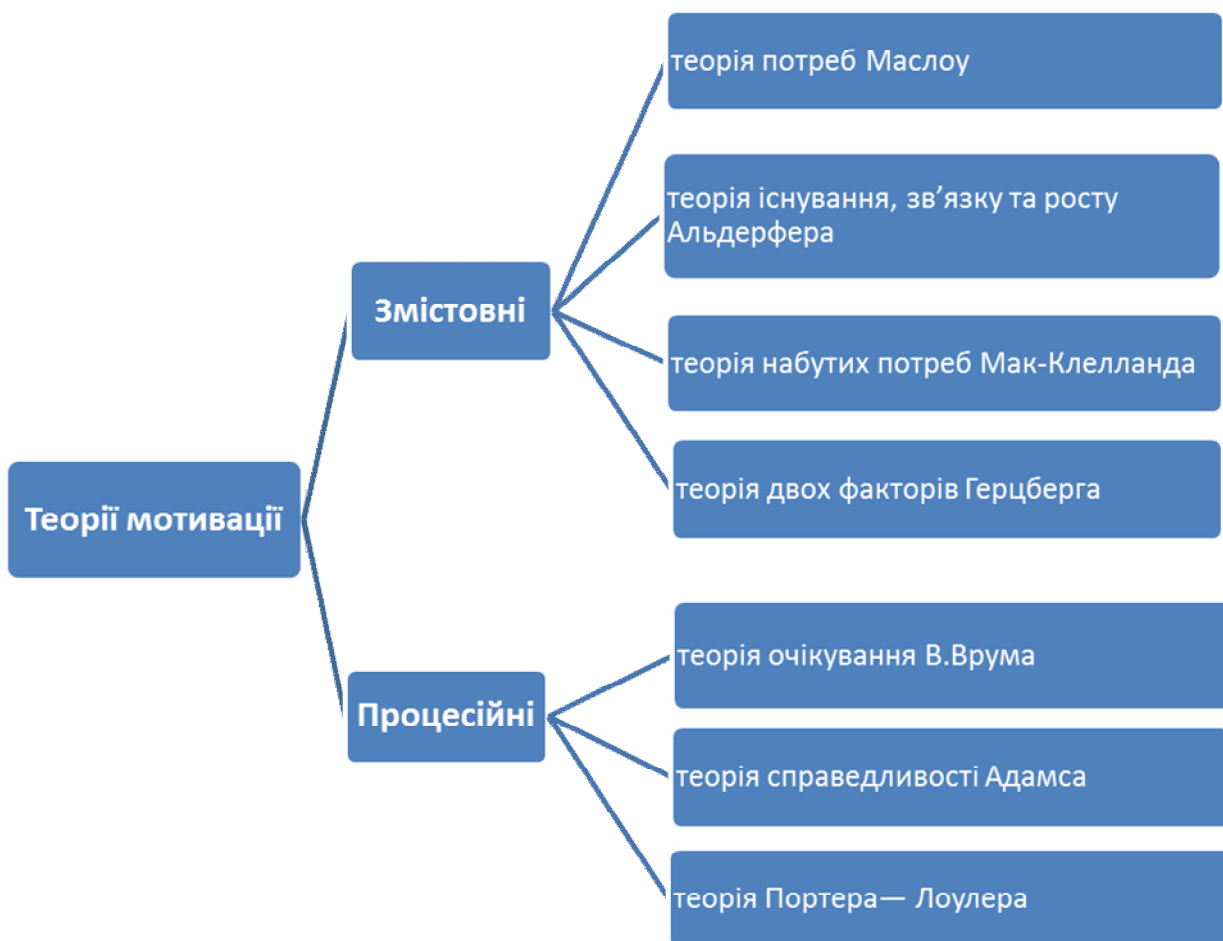 теорія потреб Маслоу
теорія існування, зв’язку та росту
Альдерфера
Змістовні
теорія набутих потреб Мак-Клелланда
теорія двох факторів Герцберга
Теорії мотивації
теорія очікування В.Врума
Процесійні
теорія справедливості Адамса
теорія Портера— Лоулера